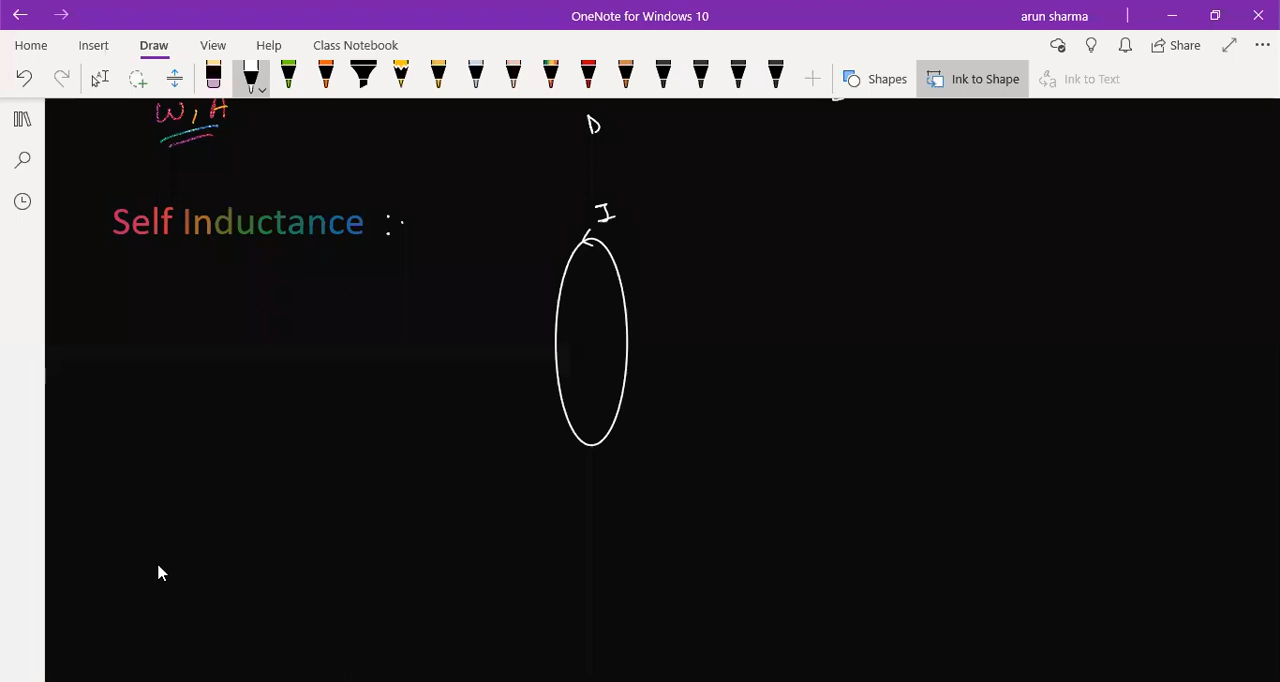 OneNote for Windows 10
arun sharma
Home Insert Draw View Help Class Notebook
Share
Shapes Ink to Shape Ink to Text
W, A
D
Self Inductance :-
I